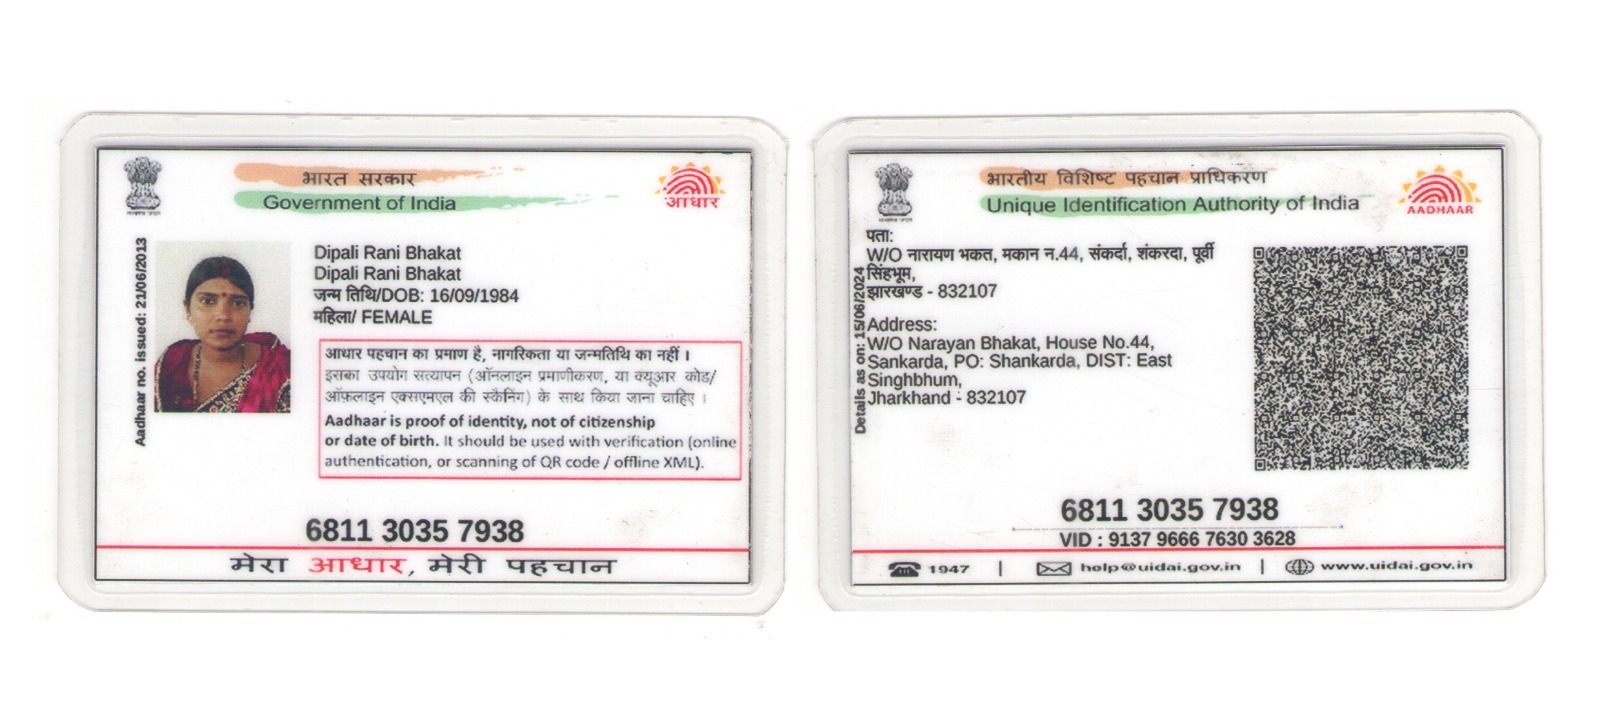 भारत सरकार
Government of India
आधार
Aadhaar no. issued: 21/06/2013
Dipali Rani Bhakat
Dipali Rani Bhakat
जन्म तिथि/DOB: 16/09/1984
महिला/ FEMALE
आधार पहचान का प्रमाण है, नागरिकता या जन्मतिथि का नहीं ।
इसका उपयोग सत्यापन (ऑनलाइन प्रमाणीकरण, या क्यूआर कोड/
ऑफ़लाइन एक्सएमएल की स्कैनिंग) के साथ किया जाना चाहिए ।
Aadhaar is proof of identity, not of citizenship
or date of birth. It should be used with verification (online
authentication, or scanning of QR code / offline XML).
6811 3035 7938
मेरा आधार, मेरी पहचान
भारतीय विशिष्ट पहचान प्राधिकरण
Unique Identification Authority of India
AADHAAR
Details as on: 15/06/2024
पता:
W/O नारायण भकत, मकान न.44, संकर्दा, शंकरदा, पूर्वी
सिंहभूम,
झारखण्ड - 832107
Address:
W/O Narayan Bhakat, House No.44,
Sankarda, PO: Shankarda, DIST: East
Singhbhum,
Jharkhand - 832107
6811 3035 7938
VID : 9137 9666 7630 3628
1947 | help@uidai.gov.in | www.uidai.gov.in